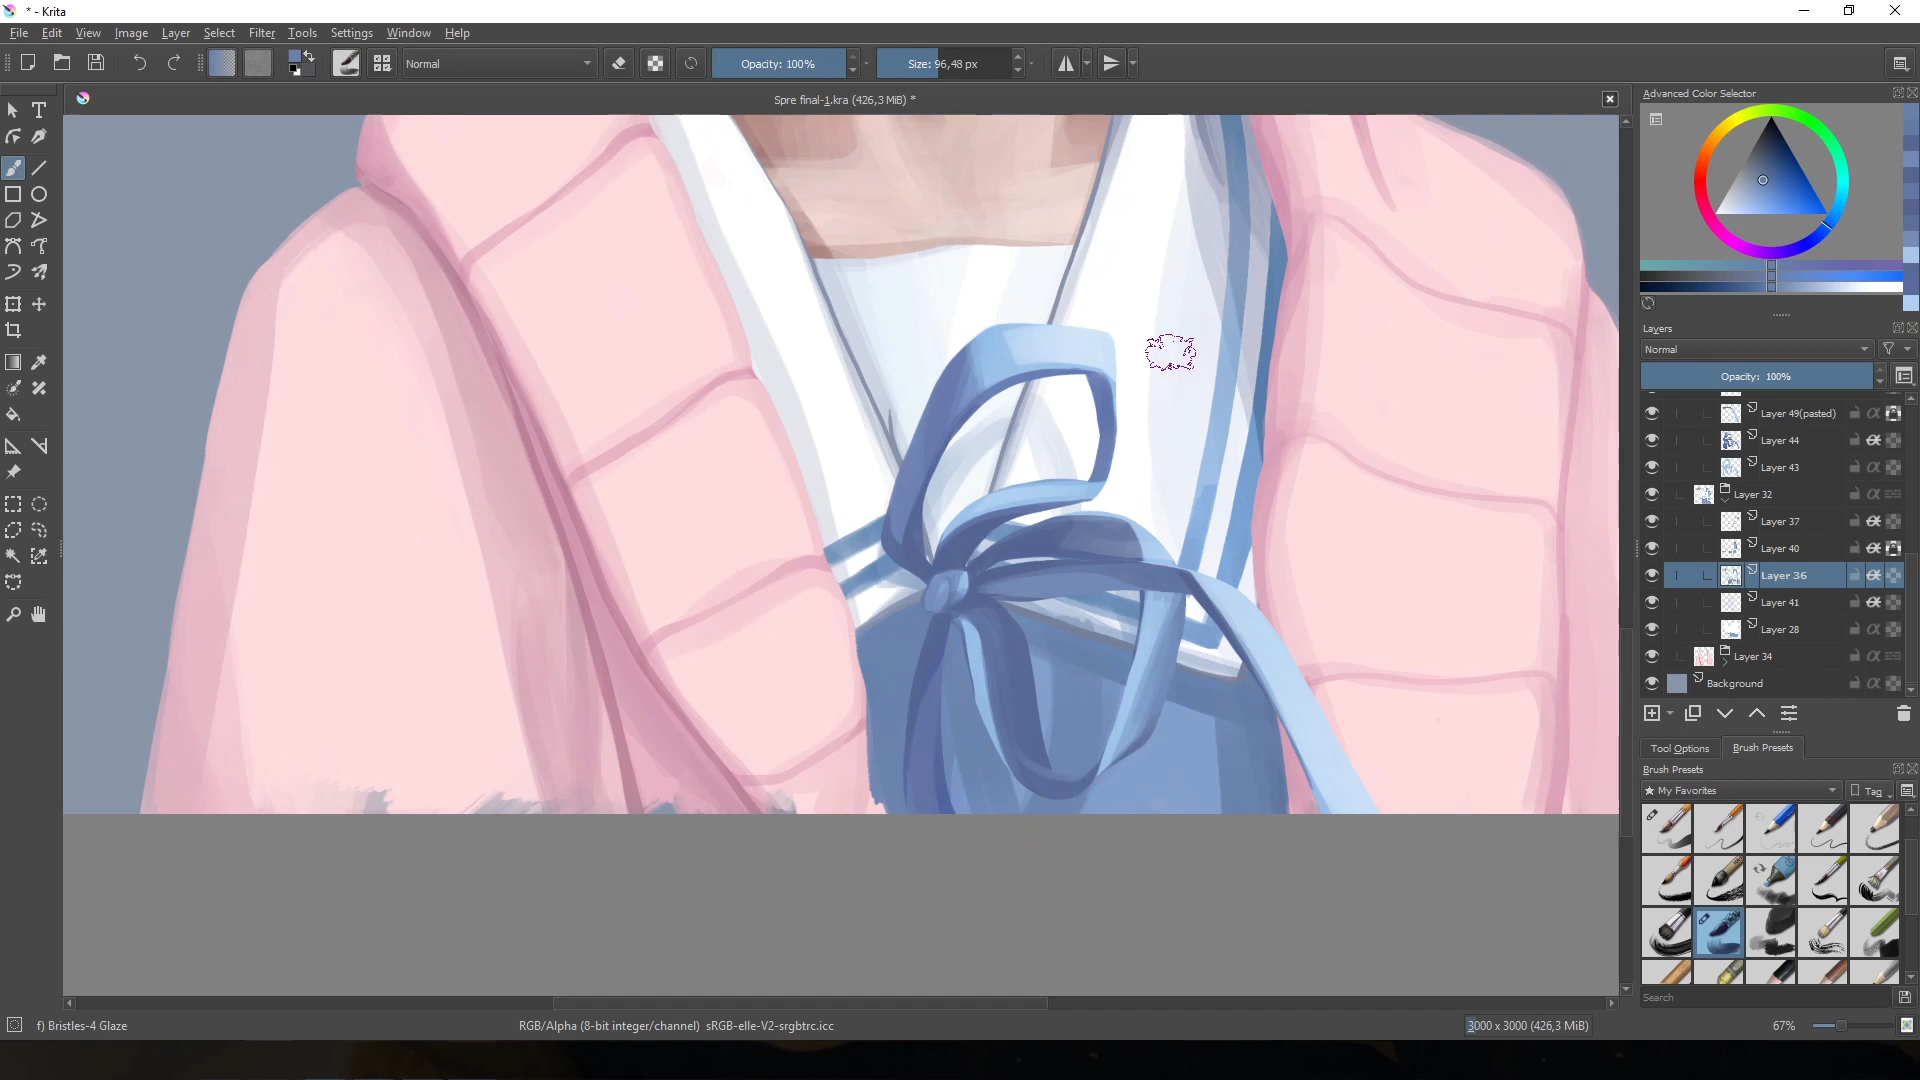 * - Krita
File Edit View Image Layer Select Filter Tools Settings Window Help
Normal Opacity: 100% Size: 96,48 px
Spre final-1.kra (426,3 MiB) *
Advanced Color Selector
Layers
Normal
Opacity: 100%
Layer 49(pasted)
Layer 44
Layer 43
Layer 32
Layer 37
Layer 40
Layer 36
Layer 41
Layer 28
Layer 34
Background
Tool Options Brush Presets
Brush Presets
★ My Favorites Tag
Search
f) Bristles-4 Glaze RGB/Alpha (8-bit integer/channel) sRGB-elle-V2-srgbtrc.icc 3000 x 3000 (426,3 MiB) 67%